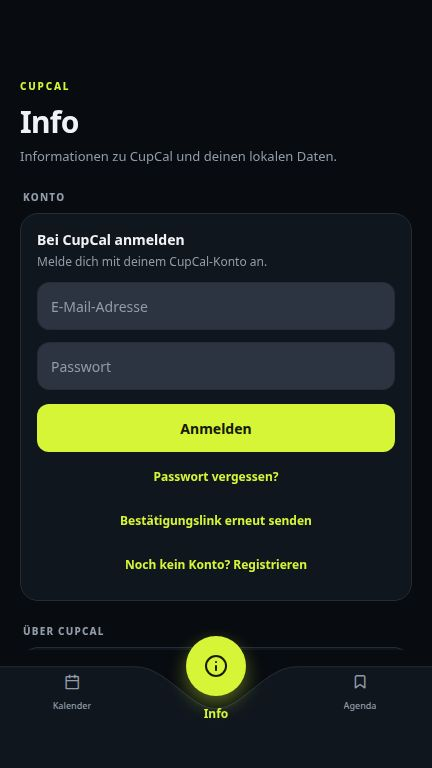 CUPCAL
Info
Informationen zu CupCal und deinen lokalen Daten.
KONTO
Bei CupCal anmelden
Melde dich mit deinem CupCal-Konto an.
E-Mail-Adresse
Passwort
Anmelden
Passwort vergessen?
Bestätigungslink erneut senden
Noch kein Konto? Registrieren
ÜBER CUPCAL
Kalender
Info
Agenda